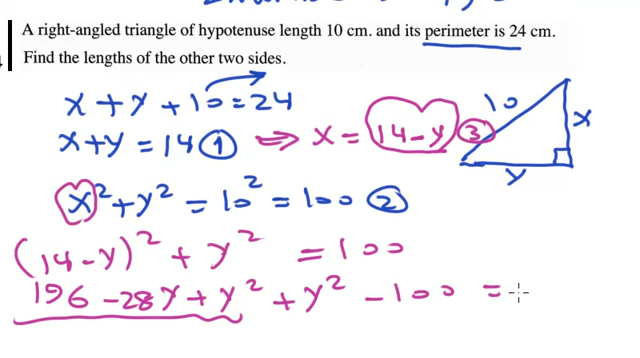 A right-angled triangle of hypotenuse length 10 cm. and its perimeter is 24 cm.
Find the lengths of the other two sides.
x + y + 10 = 24
x + y = 14 ① ⇒ x = 14 - y ③
x² + y² = 10² = 100 ②
10
x
y
(14 - y)² + y² = 100
196 - 28y + y² + y² - 100 =